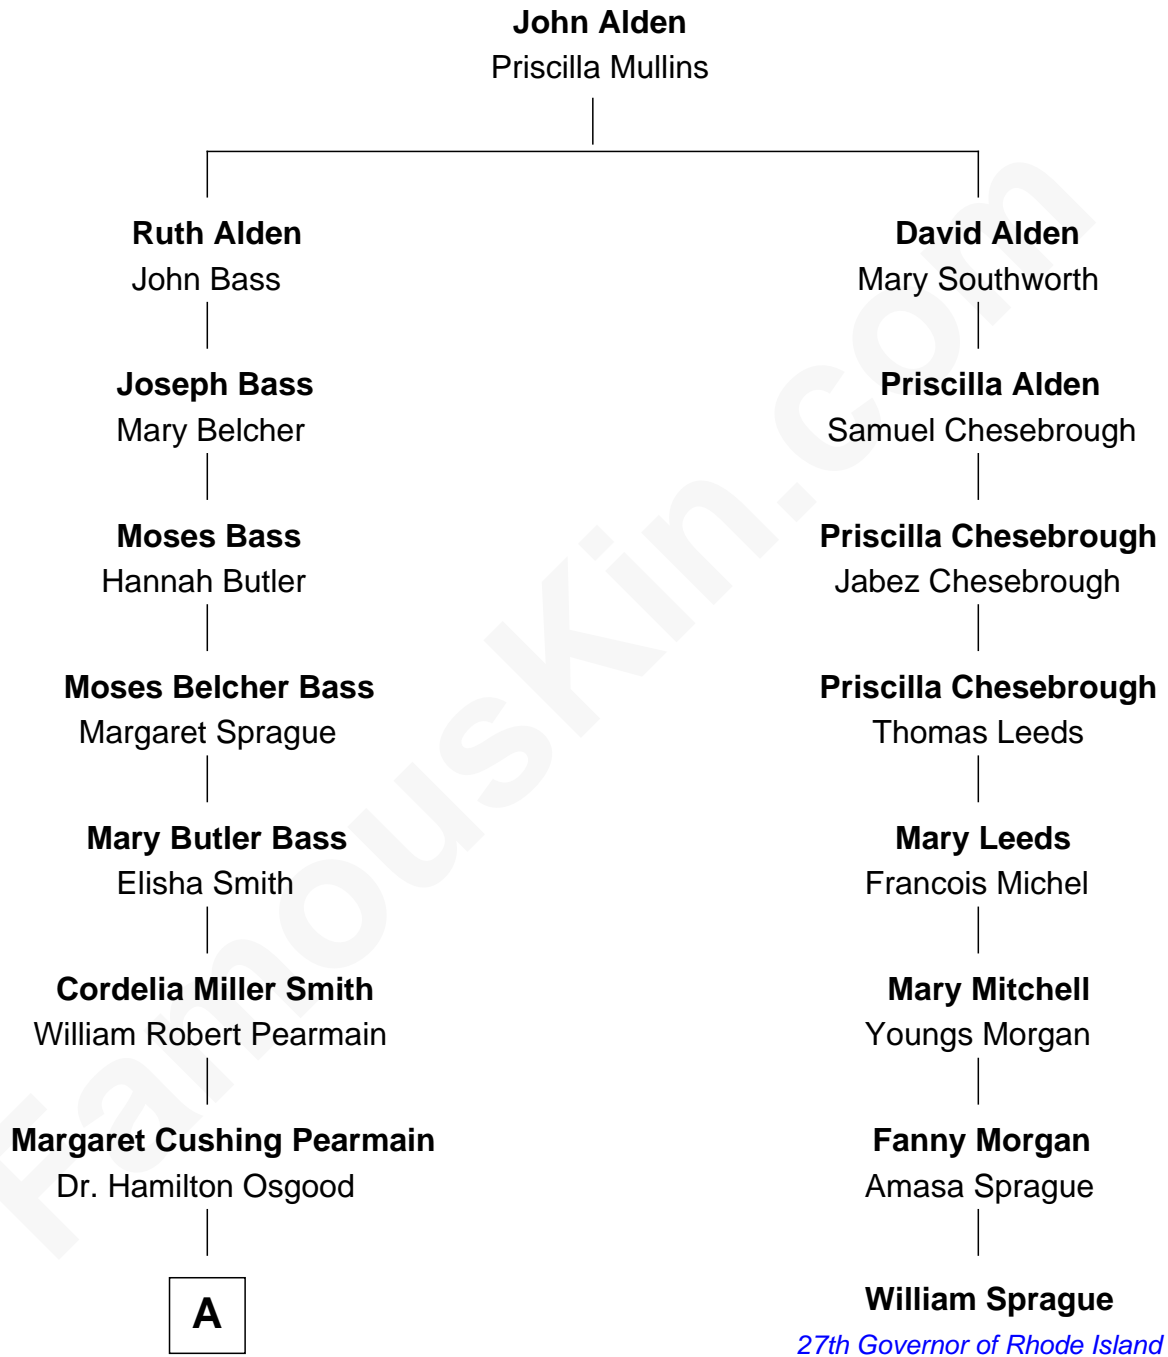 John Alden
Priscilla Mullins
Ruth Alden
John Bass
David Alden
Mary Southworth
Joseph Bass
Mary Belcher
Priscilla Alden
Samuel Chesebrough
Moses Bass
Hannah Butler
Priscilla Chesebrough
Jabez Chesebrough
Moses Belcher Bass
Margaret Sprague
Priscilla Chesebrough
Thomas Leeds
Mary Butler Bass
Elisha Smith
Mary Leeds
Francois Michel
Cordelia Miller Smith
William Robert Pearmain
Mary Mitchell
Youngs Morgan
Margaret Cushing Pearmain
Dr. Hamilton Osgood
Fanny Morgan
Amasa Sprague
A
William Sprague
27th Governor of Rhode Island
FamousKin.com